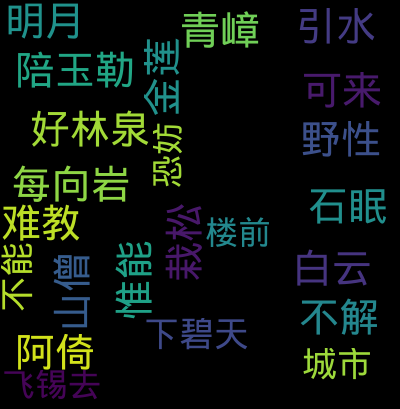 明月
青嶂
引水
陪玉勒
金莲
可来
好林泉
恐妨
野性
每向岩
石眠
难教
栽松
楼前
不能
山僧
惟能
白云
不解
下碧天
阿倚
城市
飞锡去